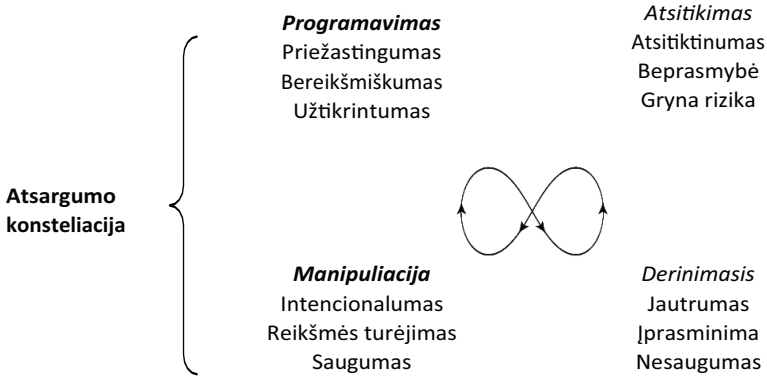 Programavimas
Priežastingumas
Bereikšmiškumas
Užtikrintumas
Atsitikimas
Atsitiktinumas
Beprasmybė
Gryna rizika
Atsargumo
konsteliacija
Manipuliacija
Intencionalumas
Reikšmės turėjimas
Saugumas
Derinimasis
Jautrumas
Įprasminima
Nesaugumas